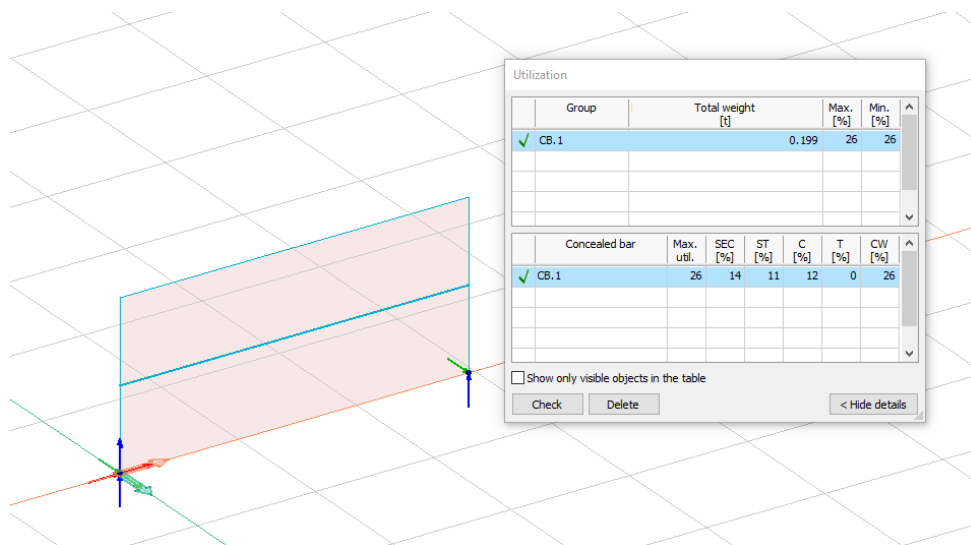 Utilization
Group Total weight [t] Max. [%] Min. [%]
CB.1 0.199 26 26
Concealed bar Max. util. SEC [%] ST [%] C [%] T [%] CW [%]
CB.1 26 14 11 12 0 26
Show only visible objects in the table
Check Delete < Hide details